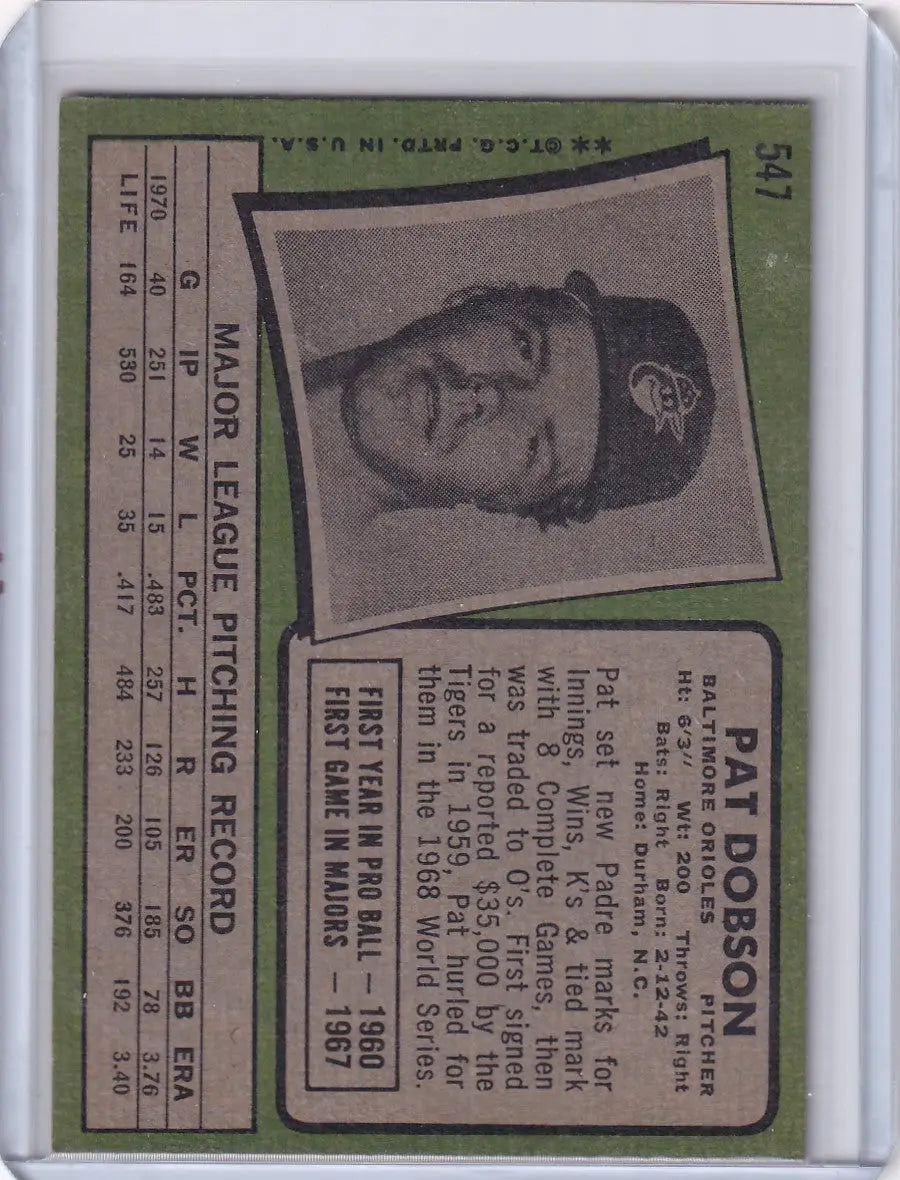 547
**©T.C.G. PRTD. IN U.S.A.
PAT DOBSON
BALTIMORE ORIOLES PITCHER
Ht: 6'3" Wt: 200 Throws: Right
Bats: Right Born: 2-12-42
Home: Durham, N.C.
Pat set new Padre marks for
Innings, Wins, K's & tied mark
with 8 Complete Games, then
was traded to O's. First signed
for a reported $35,000 by the
Tigers in 1959, Pat hurled for
them in the 1968 World Series.
FIRST YEAR IN PRO BALL — 1960
FIRST GAME IN MAJORS — 1967
MAJOR LEAGUE PITCHING RECORD
G IP W L PCT. H R ER SO BB ERA
1970 40 251 14 15 .483 257 126 105 185 78 3.76
LIFE 164 530 25 35 .417 484 233 200 376 192 3.40